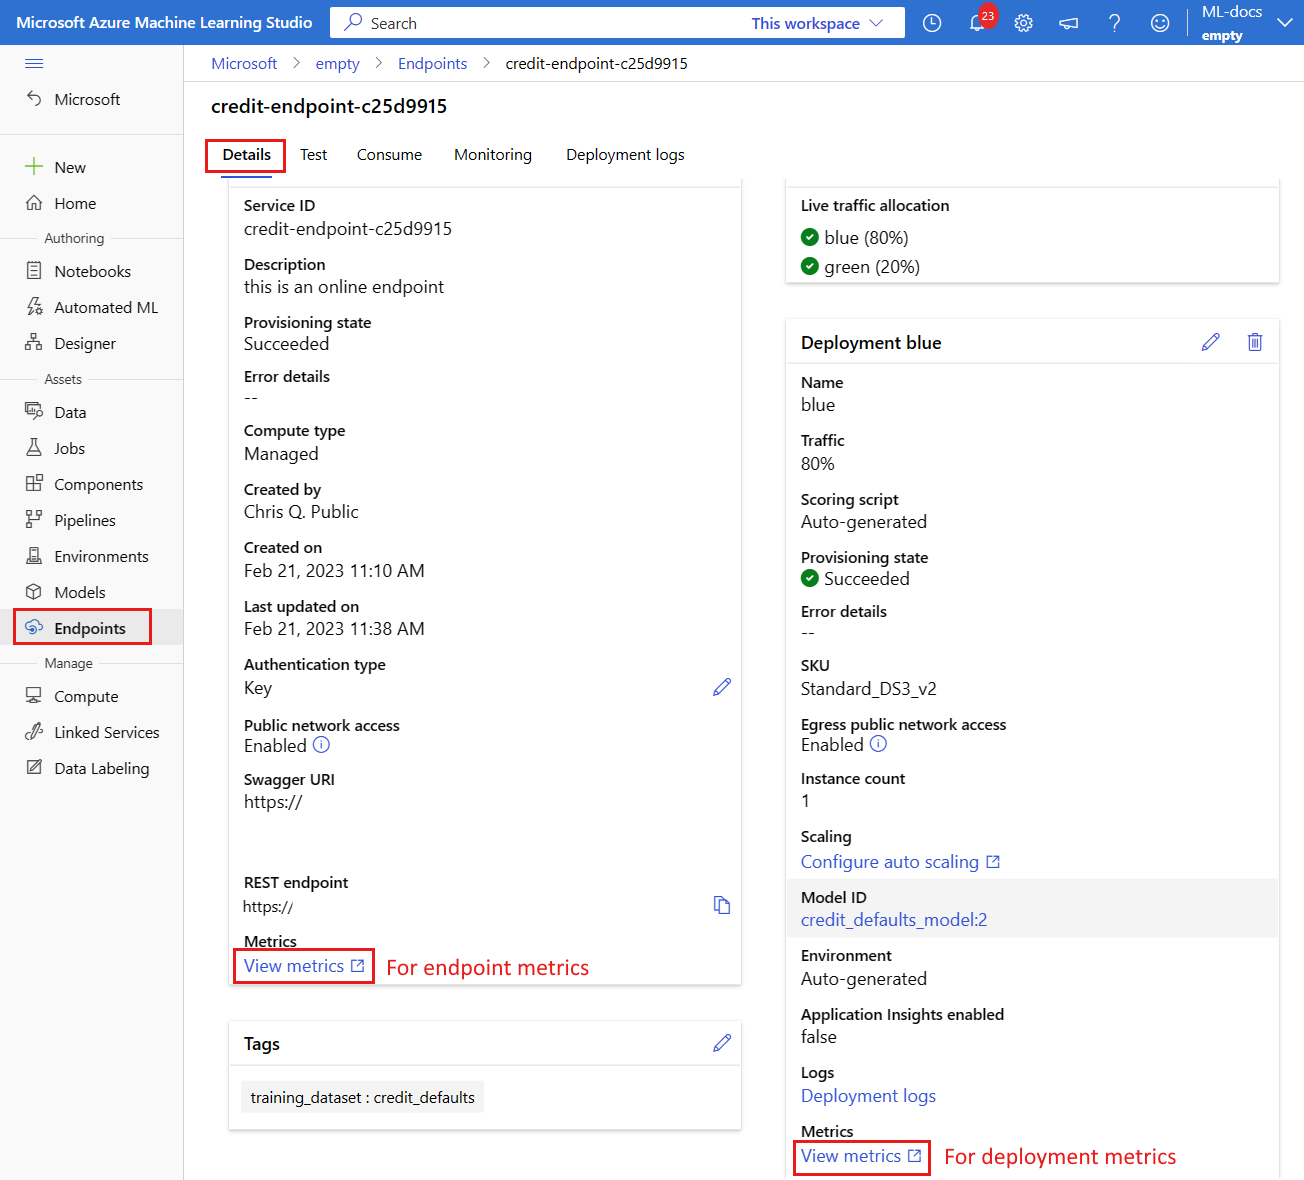 Microsoft Azure Machine Learning Studio
Search
This workspace
23
ML-docs
empty
Microsoft
New
Home
Authoring
Notebooks
Automated ML
Designer
Assets
Data
Jobs
Components
Pipelines
Environments
Models
Endpoints
Manage
Compute
Linked Services
Data Labeling
Microsoft > empty > Endpoints > credit-endpoint-c25d9915
credit-endpoint-c25d9915
Details Test Consume Monitoring Deployment logs
Service ID
credit-endpoint-c25d9915
Description
this is an online endpoint
Provisioning state
Succeeded
Error details
--
Compute type
Managed
Created by
Chris Q. Public
Created on
Feb 21, 2023 11:10 AM
Last updated on
Feb 21, 2023 11:38 AM
Authentication type
Key
Public network access
Enabled
Swagger URI
https://
REST endpoint
https://
Metrics
View metrics
For endpoint metrics
Tags
training_dataset : credit_defaults
Live traffic allocation
blue (80%)
green (20%)
Deployment blue
Name
blue
Traffic
80%
Scoring script
Auto-generated
Provisioning state
Succeeded
Error details
--
SKU
Standard_DS3_v2
Egress public network access
Enabled
Instance count
1
Scaling
Configure auto scaling
Model ID
credit_defaults_model:2
Environment
Auto-generated
Application Insights enabled
false
Logs
Deployment logs
Metrics
View metrics
For deployment metrics